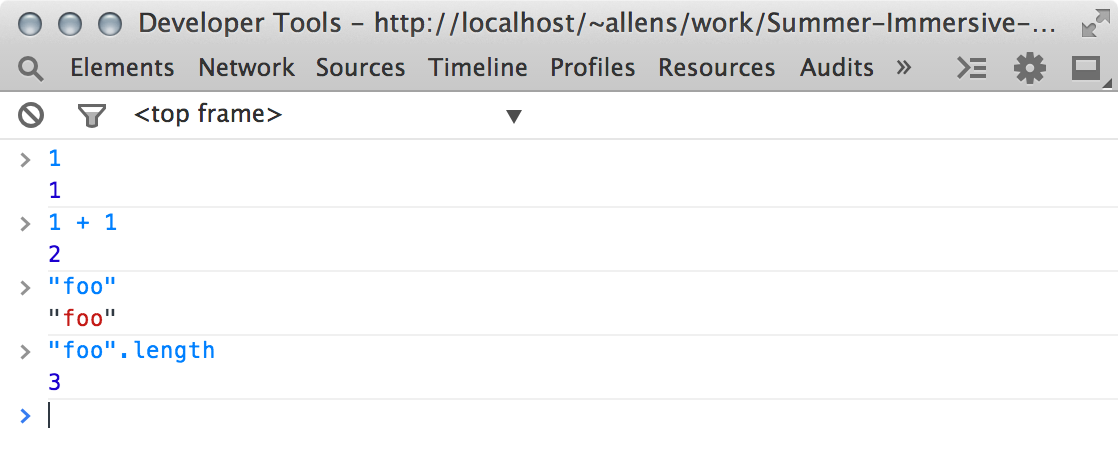 Developer Tools - http://localhost/~allens/work/Summer-Immersive-...
Elements Network Sources Timeline Profiles Resources Audits »
<top frame> ▼
> 1
1
> 1 + 1
2
> "foo"
"foo"
> "foo".length
3
>